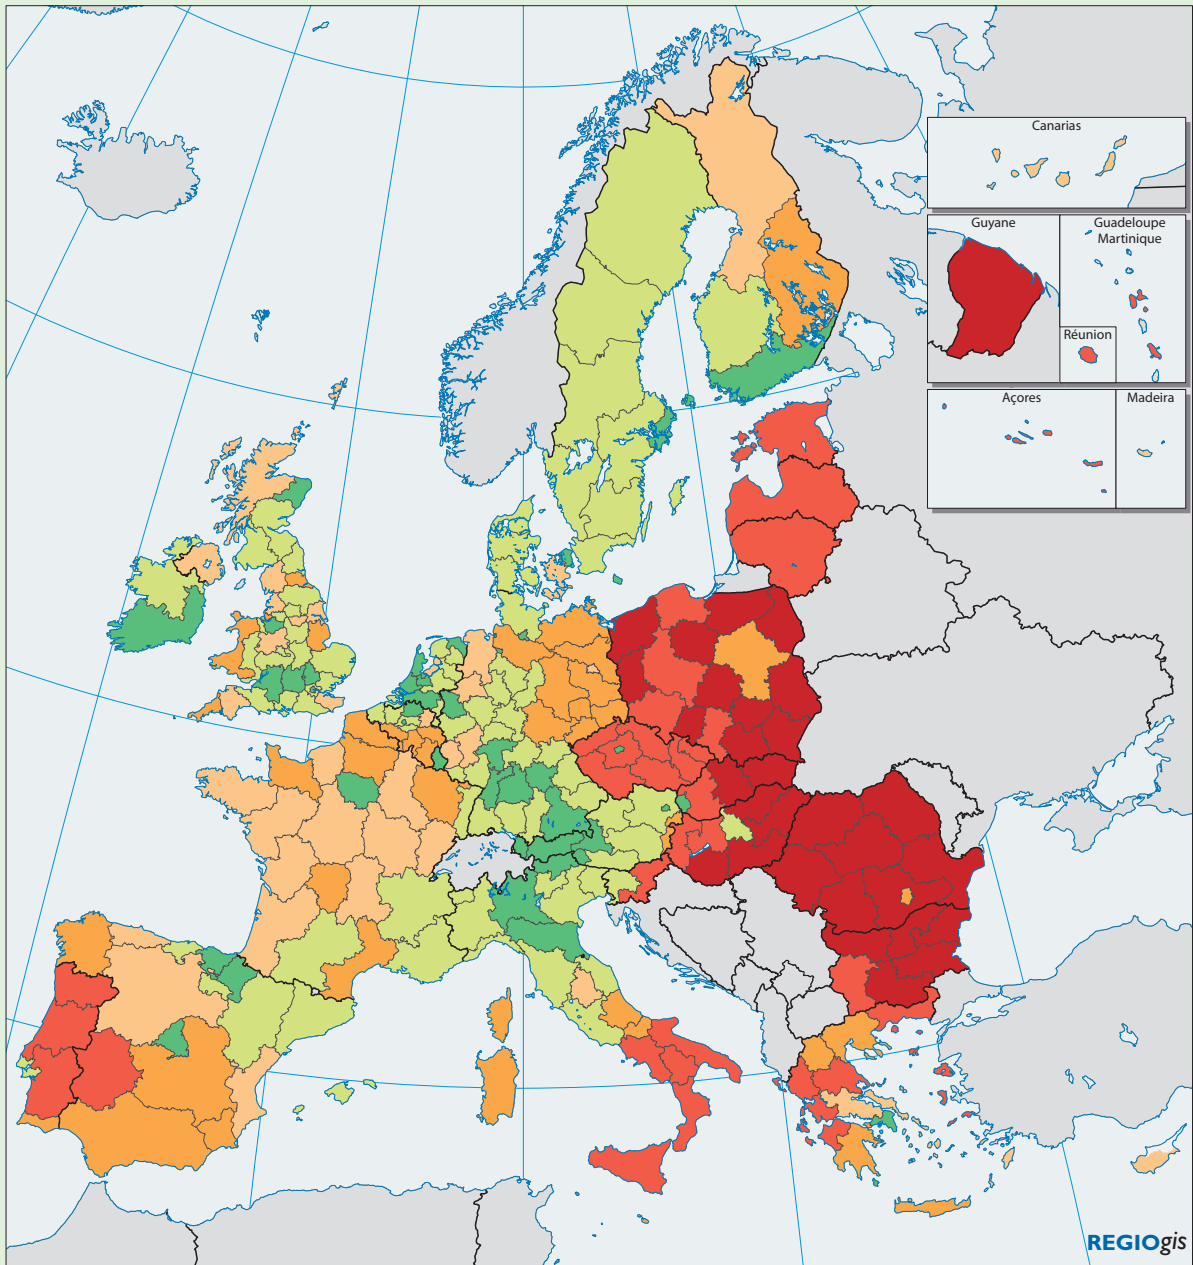 Canarias
Guyane
Guadeloupe
Martinique
Réunion
Açores
Madeira
REGIOgis